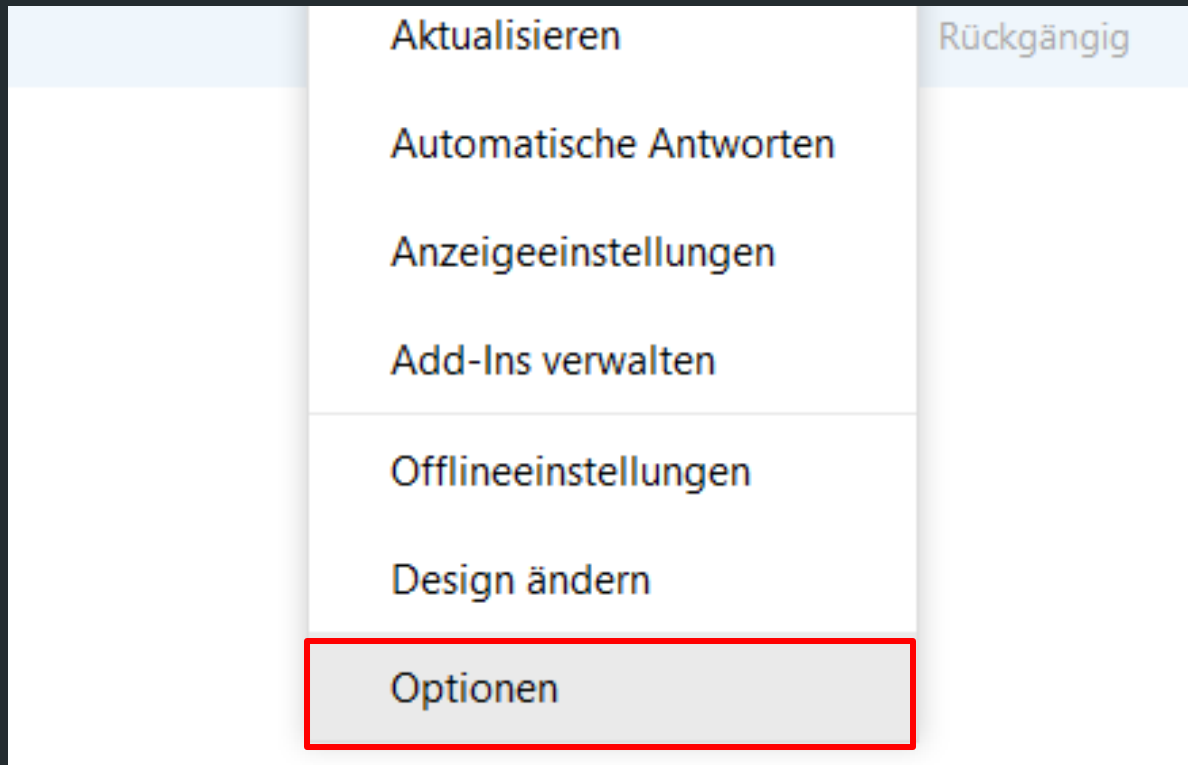 Aktualisieren
Rückgängig
Automatische Antworten
Anzeigeeinstellungen
Add-Ins verwalten
Offlineeinstellungen
Design ändern
Optionen